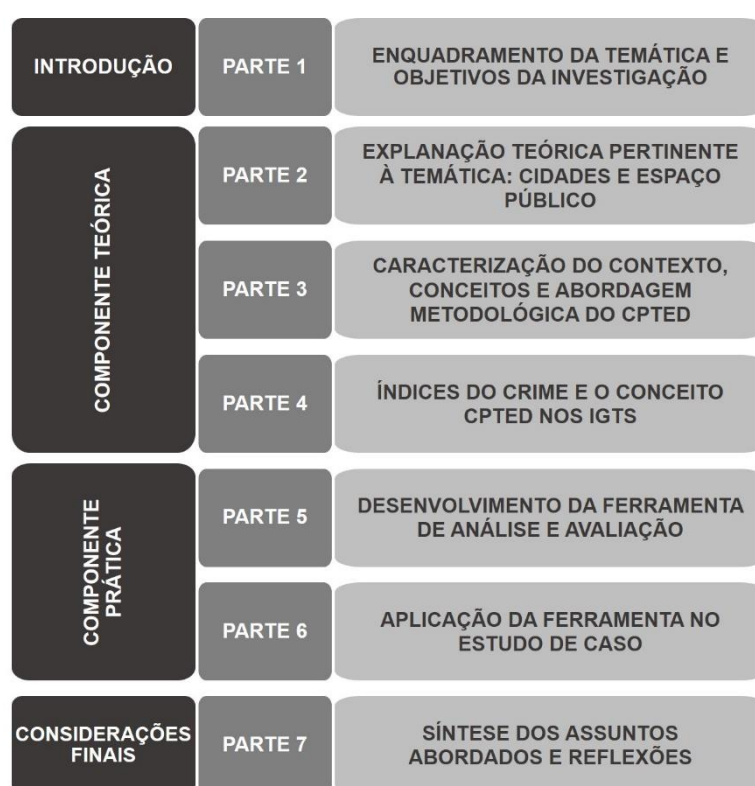 INTRODUÇÃO
PARTE 1
ENQUADRAMENTO DA TEMÁTICA E
OBJETIVOS DA INVESTIGAÇÃO
COMPONENTE TEÓRICA
PARTE 2
EXPLANAÇÃO TEÓRICA PERTINENTE
À TEMÁTICA: CIDADES E ESPAÇO
PÚBLICO
PARTE 3
CARACTERIZAÇÃO DO CONTEXTO,
CONCEITOS E ABORDAGEM
METODOLÓGICA DO CPTED
PARTE 4
ÍNDICES DO CRIME E O CONCEITO
CPTED NOS IGTS
COMPONENTE
PRÁTICA
PARTE 5
DESENVOLVIMENTO DA FERRAMENTA
DE ANÁLISE E AVALIAÇÃO
PARTE 6
APLICAÇÃO DA FERRAMENTA NO
ESTUDO DE CASO
CONSIDERAÇÕES
FINAIS
PARTE 7
SÍNTESE DOS ASSUNTOS
ABORDADOS E REFLEXÕES